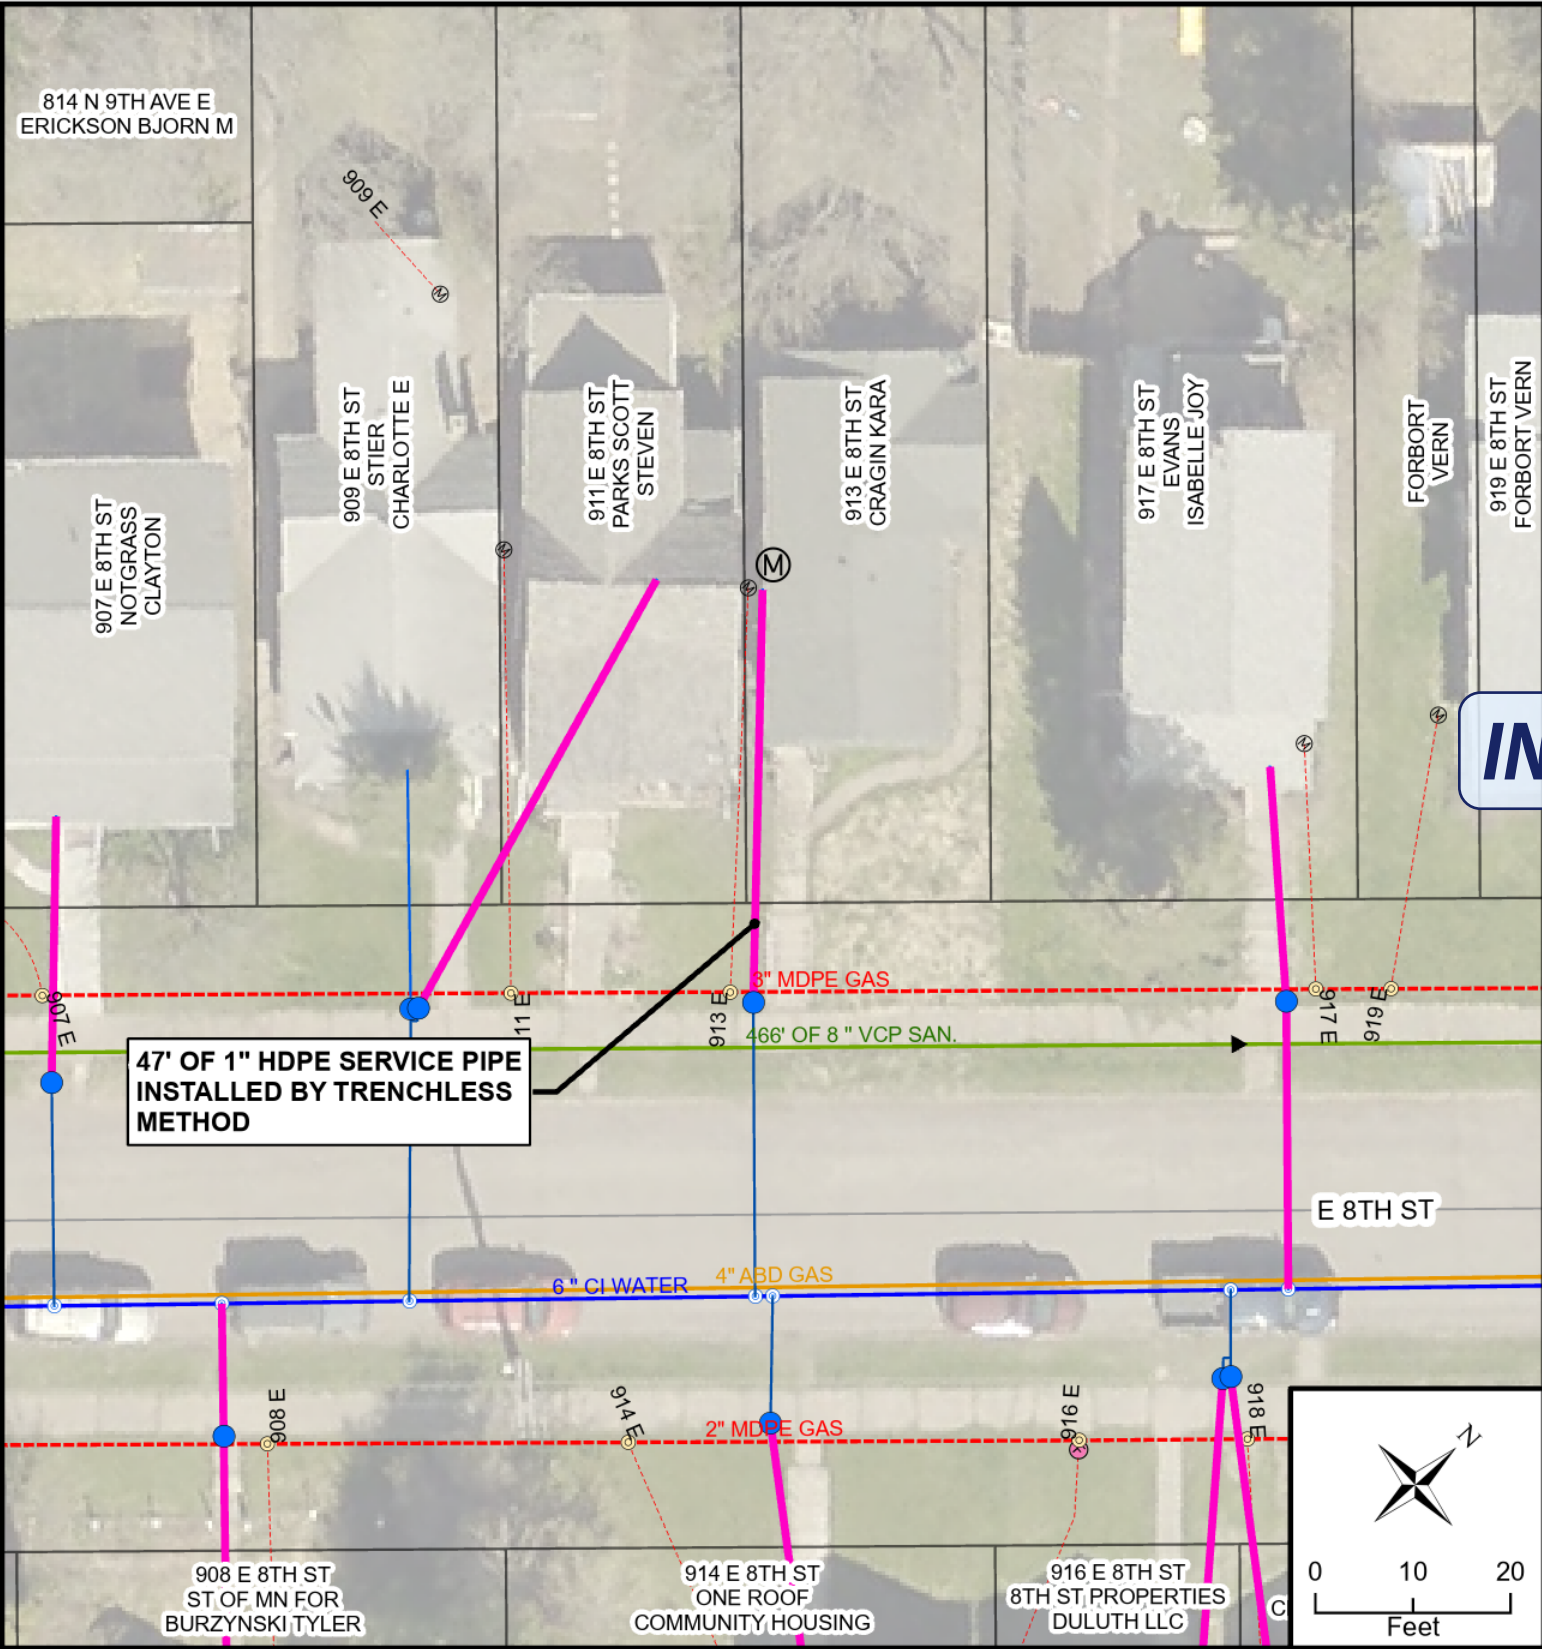 814 N 9TH AVE E
ERICKSON BJORN M
909 E
907 E 8TH ST
NOTGRASS
CLAYTON
909 E 8TH ST
STIER
CHARLOTTE E
911 E 8TH ST
PARKS SCOTT
STEVEN
913 E 8TH ST
CRAGIN KARA
917 E 8TH ST
EVANS
ISABELLE JOY
FORBORT
VERN
919 E 8TH ST
FORBORT VERN
M
M
M
M
M
M
IN
3" MDPE GAS
907 E
11 E
913 E
917 E
919 E
466' OF 8 " VCP SAN.
47' OF 1" HDPE SERVICE PIPE
INSTALLED BY TRENCHLESS
METHOD
E 8TH ST
4" ABD GAS
6 " CI WATER
908 E
914 E
2" MDPE GAS
916 E
918 E
908 E 8TH ST
ST OF MN FOR
BURZYNSKI TYLER
914 E 8TH ST
ONE ROOF
COMMUNITY HOUSING
916 E 8TH ST
8TH ST PROPERTIES
DULUTH LLC
C
N
0 10 20
Feet